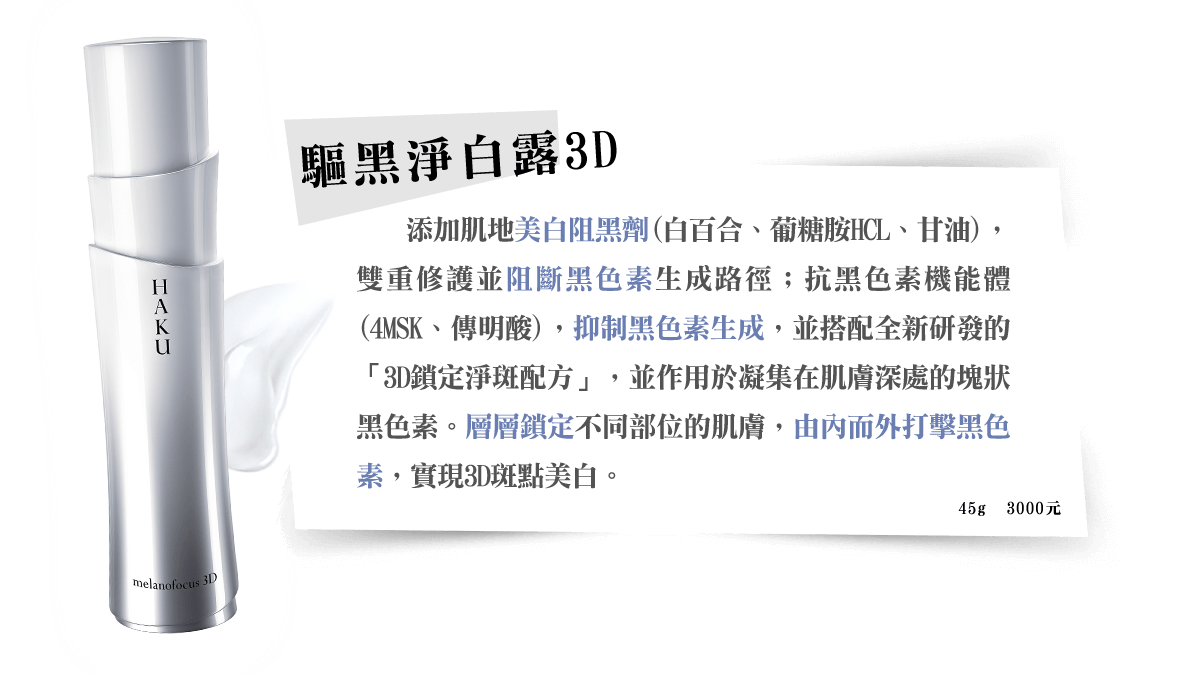 HAKU
melanofocus 3D
驅黑淨白露3D
添加肌地美白阻黑劑(白百合、葡糖胺HCL、甘油)，
雙重修護並阻斷黑色素生成路徑；抗黑色素機能體
(4MSK、傳明酸)，抑制黑色素生成，並搭配全新研發的
「3D鎖定淨斑配方」，並作用於凝集在肌膚深處的塊狀
黑色素。層層鎖定不同部位的肌膚，由內而外打擊黑色
素，實現3D斑點美白。
45g 3000元